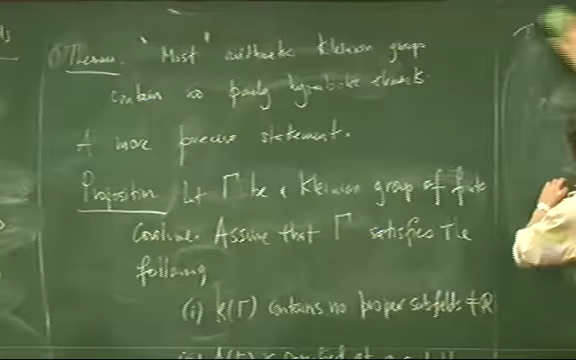 Theorem. "Most" arithmetic Kleinian groups
contain no purely hyperbolic elements.
A more precise statement.
Proposition Let Γ be a Kleinian group of finite
Covolume. Assume that Γ satisfies the
following
(i) k(Γ) contains no proper subfields ≠ Q